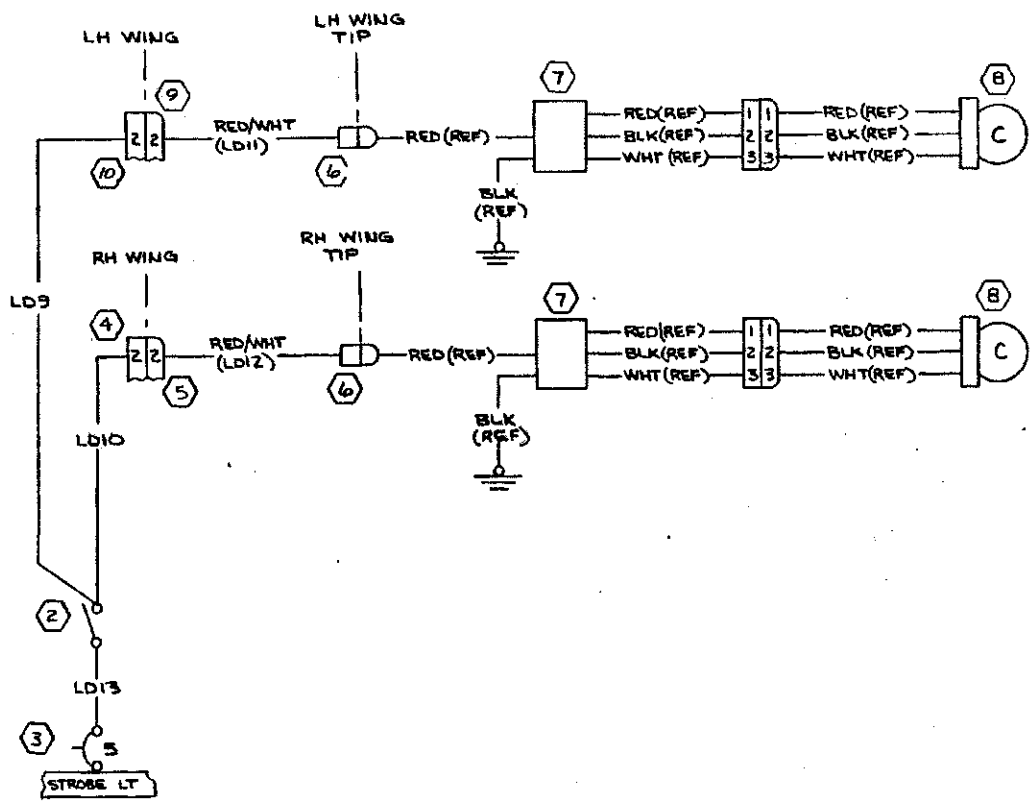 LH WING
LH WING
TIP
9
7
8
2 2
RED/WHT
(LD11)
RED(REF)
RED(REF)
1 1
RED(REF)
BLK(REF)
2 2
BLK(REF)
C
WHT(REF)
3 3
WHT(REF)
10
6
BLK
(REF)
RH WING
RH WING
TIP
LD9
4
7
8
2 2
RED/WHT
(LD12)
RED(REF)
RED(REF)
1 1
RED(REF)
BLK(REF)
2 2
BLK(REF)
C
WHT(REF)
3 3
WHT(REF)
5
6
BLK
(REF)
LD10
2
LD13
3
5
STROBE LT